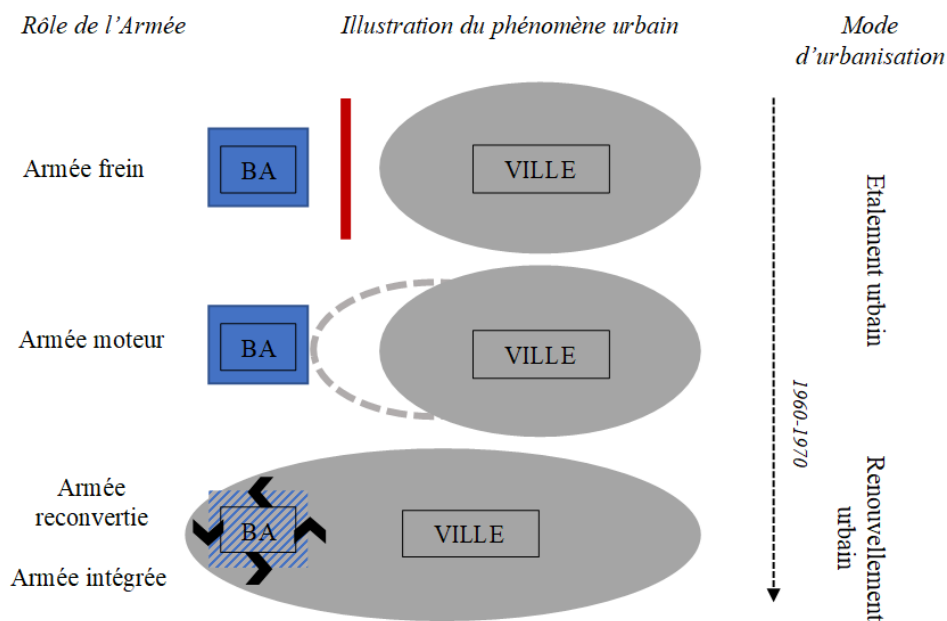 Rôle de l’Armée
Illustration du phénomène urbain
Mode
d’urbanisation
Armée frein
BA
VILLE
Etalement urbain
Armée moteur
BA
VILLE
1960-1970
Armée
reconvertie
BA
VILLE
Armée intégrée
Renouvellement
urbain